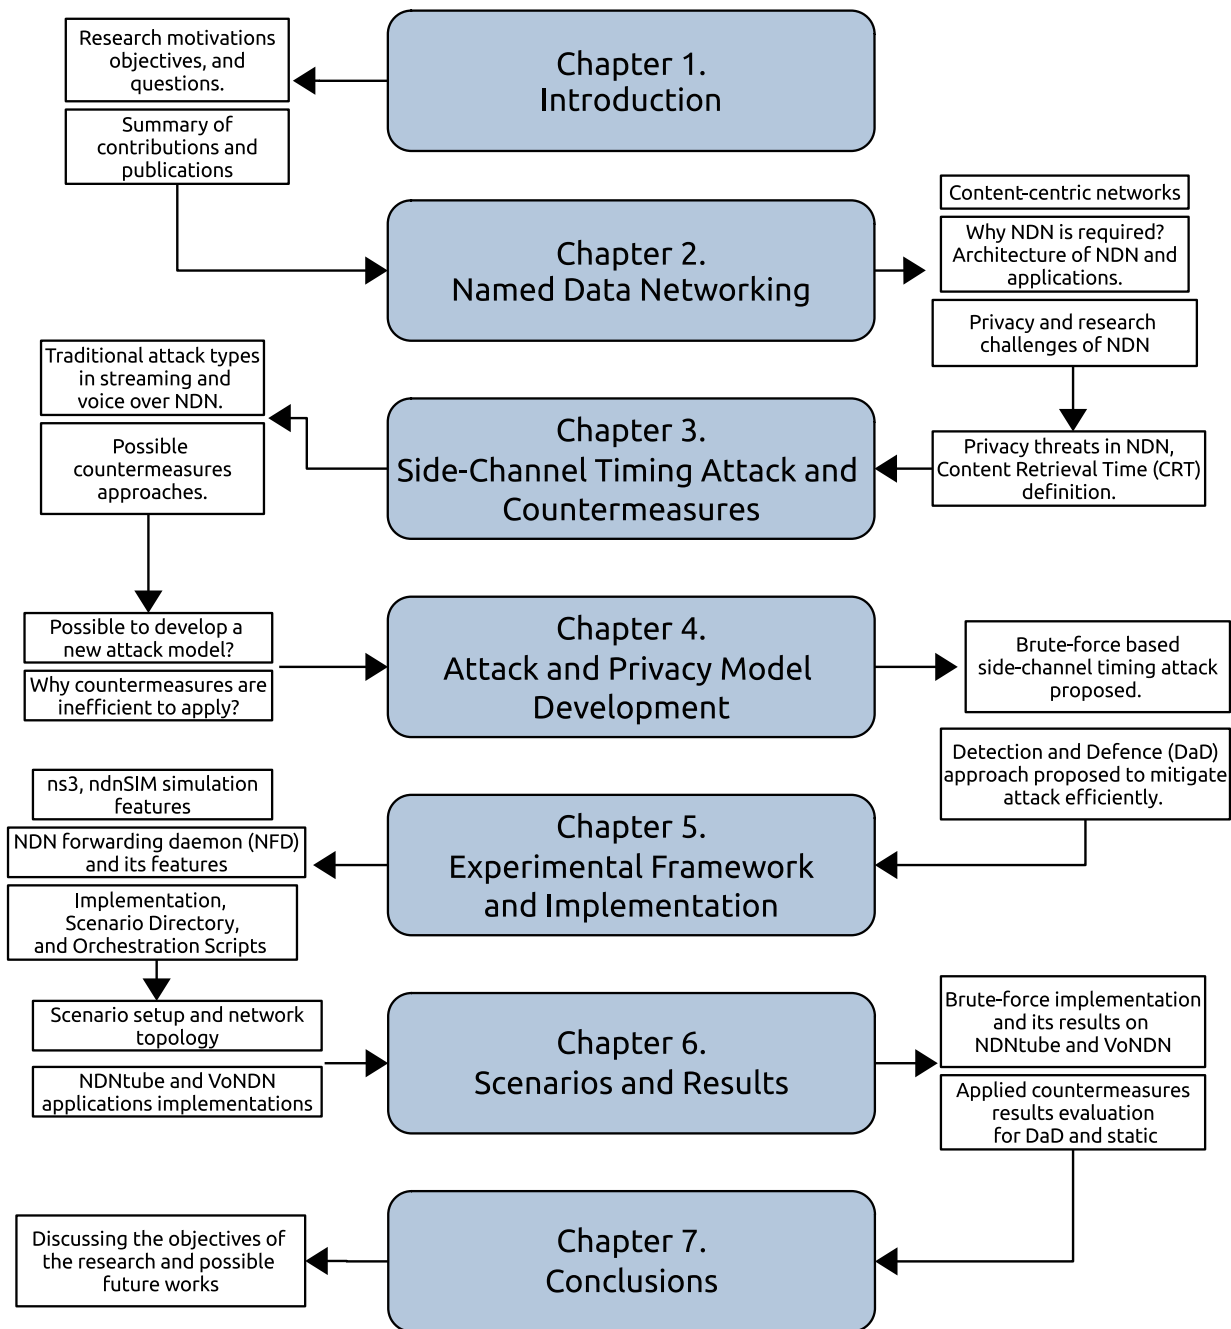 Research motivations
objectives, and
questions.
Summary of
contributions and
publications
Chapter 1.
Introduction
Chapter 2.
Named Data Networking
Content-centric networks
Why NDN is required?
Architecture of NDN and
applications.
Privacy and research
challenges of NDN
Traditional attack types
in streaming and
voice over NDN.
Possible
countermeasures
approaches.
Chapter 3.
Side-Channel Timing Attack and
Countermeasures
Privacy threats in NDN,
Content Retrieval Time (CRT)
definition.
Possible to develop a
new attack model?
Why countermeasures are
inefficient to apply?
Chapter 4.
Attack and Privacy Model
Development
Brute-force based
side-channel timing attack
proposed.
Detection and Defence (DaD)
approach proposed to mitigate
attack efficiently.
ns3, ndnSIM simulation
features
NDN forwarding daemon (NFD)
and its features
Implementation,
Scenario Directory,
and Orchestration Scripts
Chapter 5.
Experimental Framework
and Implementation
Scenario setup and network
topology
NDNtube and VoNDN
applications implementations
Chapter 6.
Scenarios and Results
Brute-force implementation
and its results on
NDNtube and VoNDN
Applied countermeasures
results evaluation
for DaD and static
Discussing the objectives of
the research and possible
future works
Chapter 7.
Conclusions